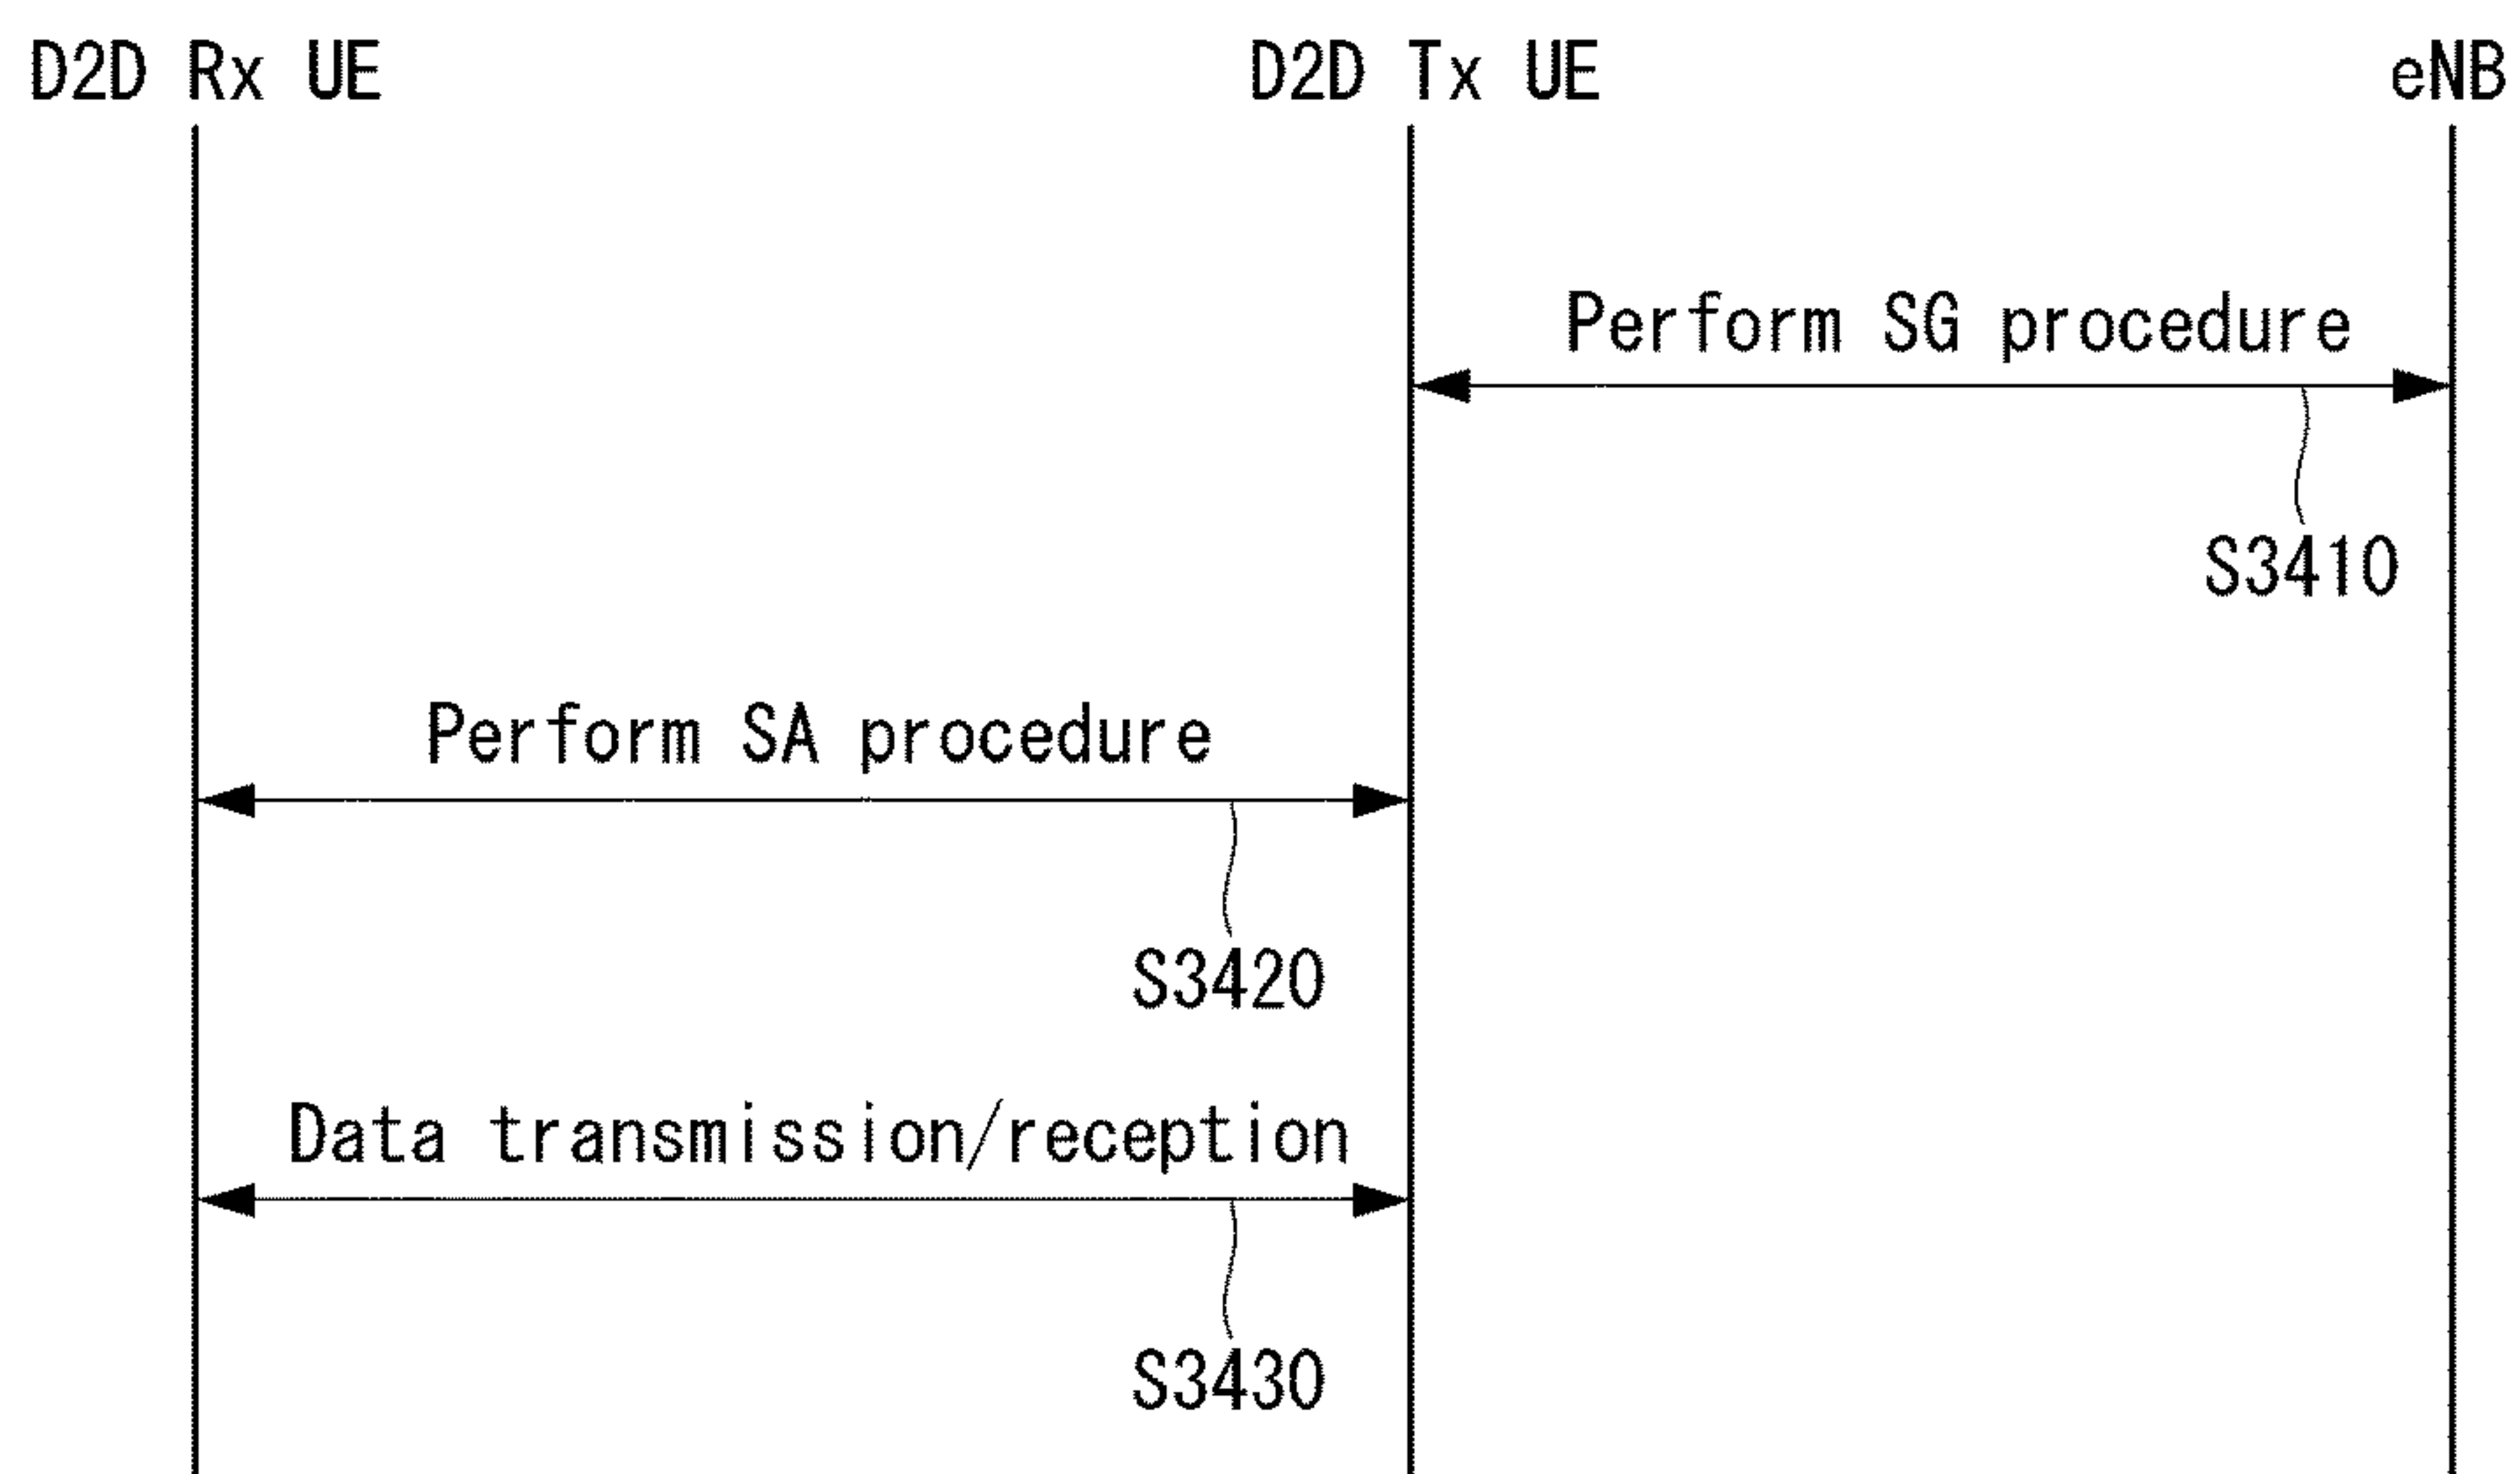 D2D Rx UE D2D Tx UE eNB
Perform SG procedure
S3410
Perform SA procedure
S3420
Data transmission/reception
S3430